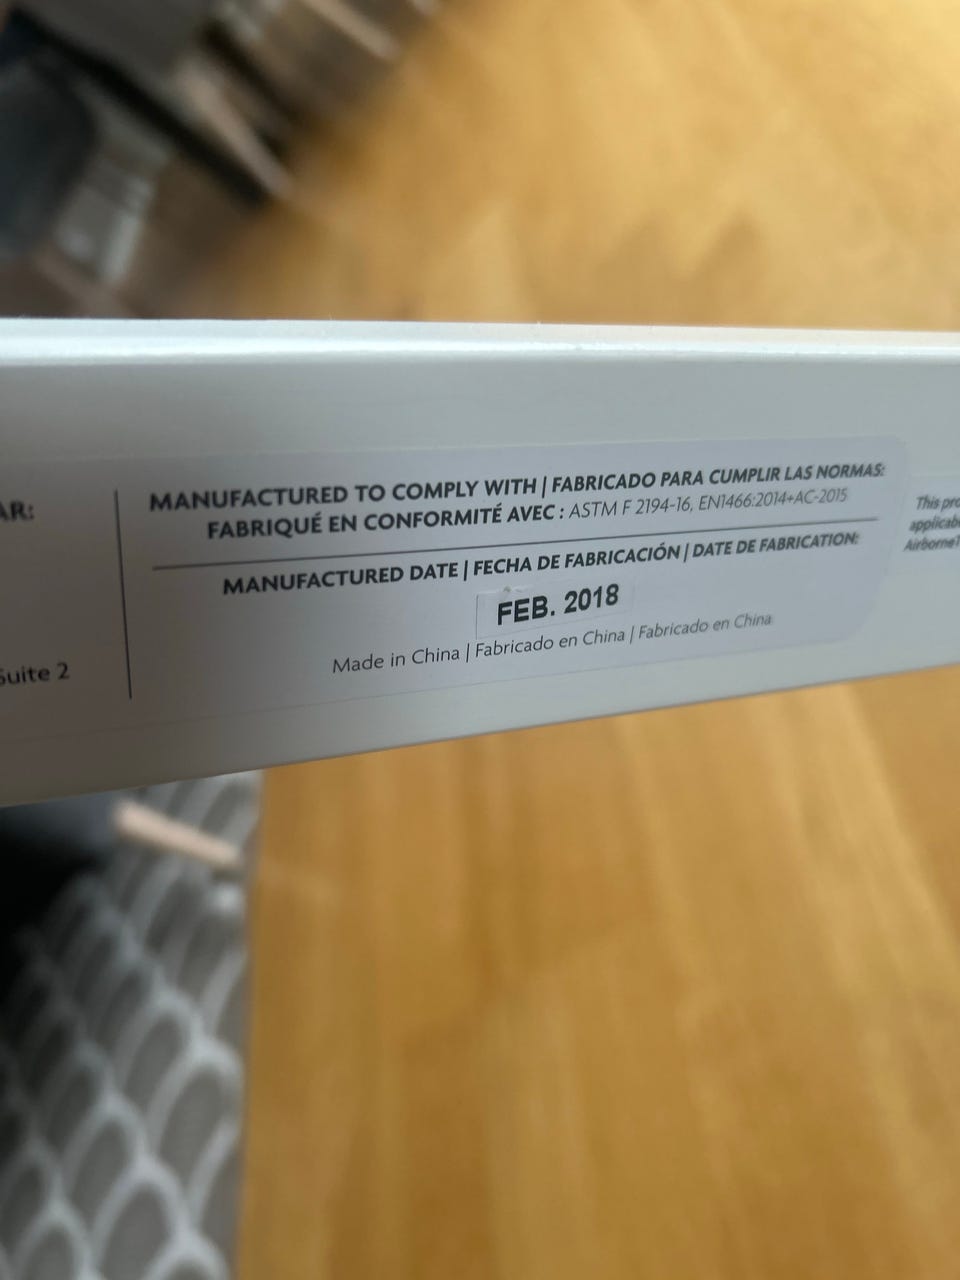 AR:
Suite 2
MANUFACTURED TO COMPLY WITH | FABRICADO PARA CUMPLIR LAS NORMAS:
FABRIQUÉ EN CONFORMITÉ AVEC : ASTM F 2194-16, EN1466:2014+AC-2015
MANUFACTURED DATE | FECHA DE FABRICACIÓN | DATE DE FABRICATION:
FEB. 2018
Made in China | Fabricado en China | Fabricado en China
This pro
applicab
AirborneT